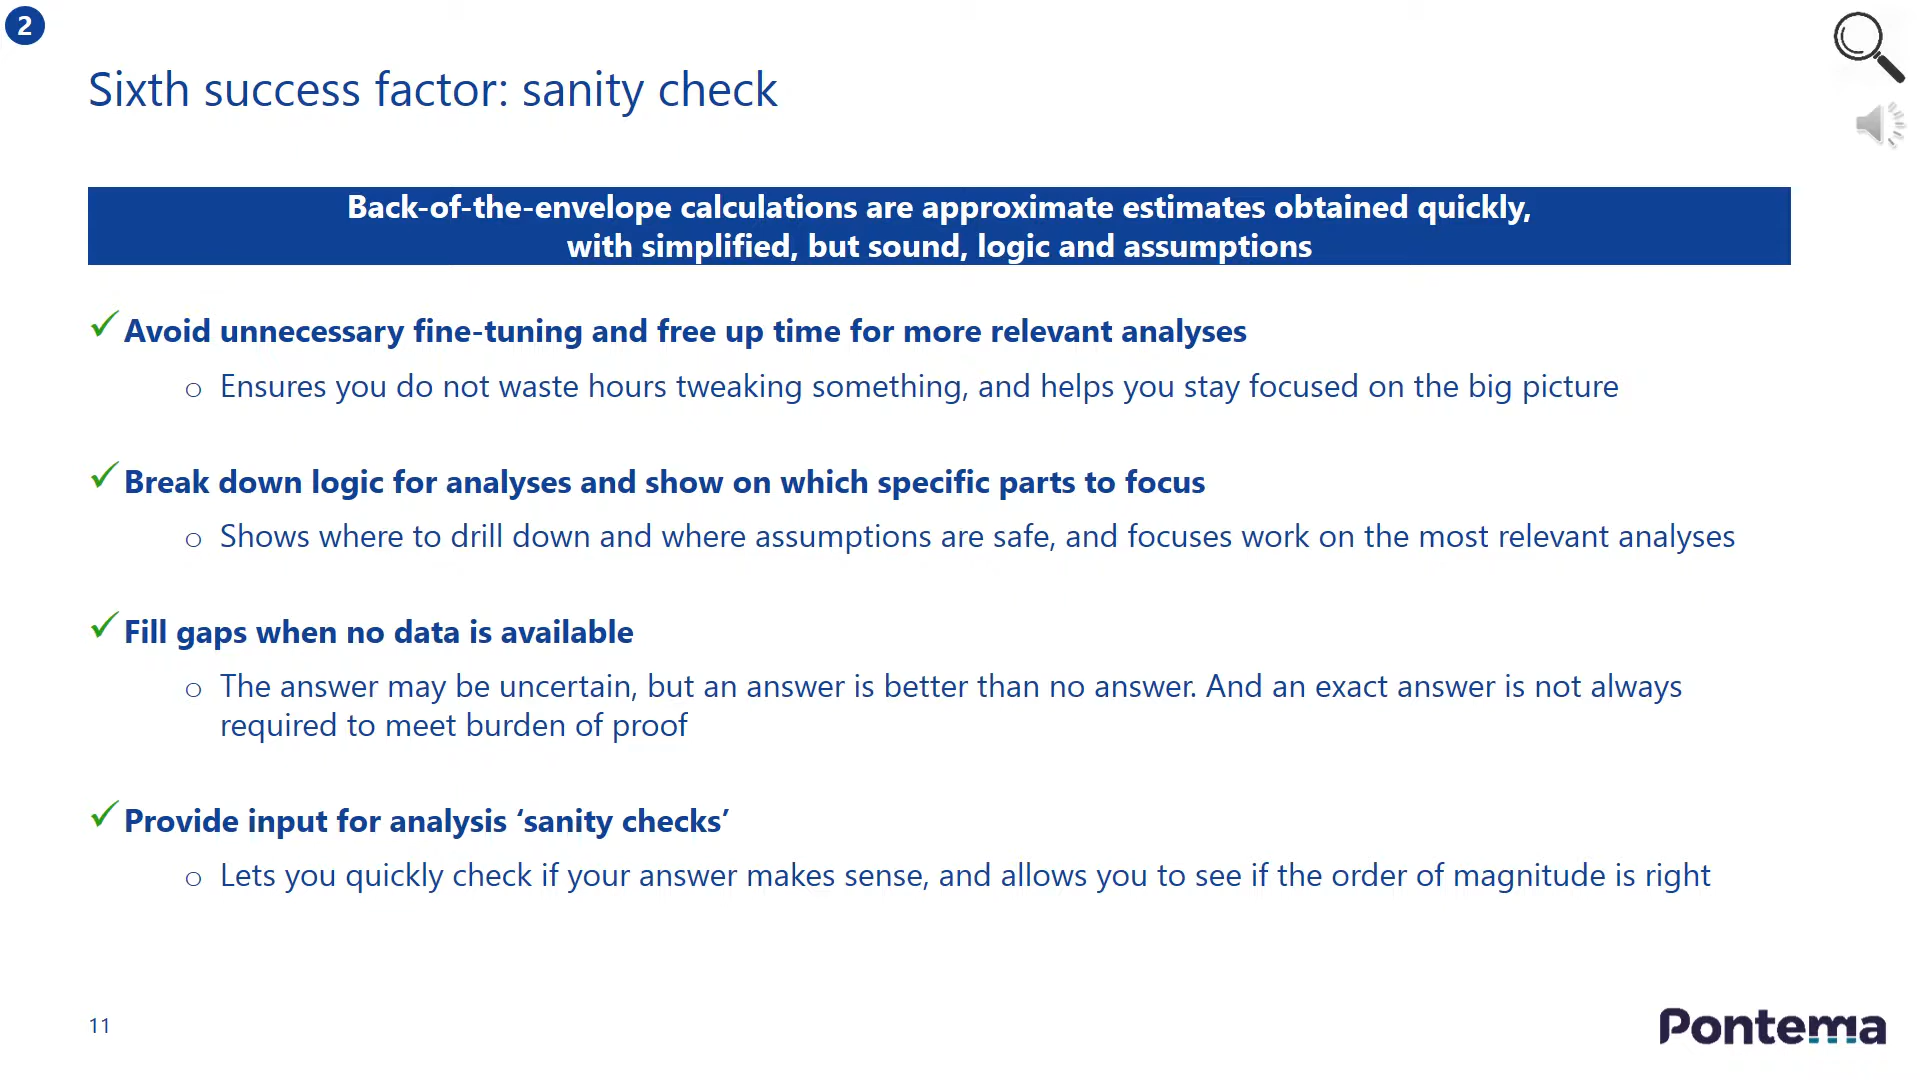 2
Sixth success factor: sanity check
Back-of-the-envelope calculations are approximate estimates obtained quickly,
with simplified, but sound, logic and assumptions
✓ Avoid unnecessary fine-tuning and free up time for more relevant analyses
o Ensures you do not waste hours tweaking something, and helps you stay focused on the big picture
✓ Break down logic for analyses and show on which specific parts to focus
o Shows where to drill down and where assumptions are safe, and focuses work on the most relevant analyses
✓ Fill gaps when no data is available
o The answer may be uncertain, but an answer is better than no answer. And an exact answer is not always
required to meet burden of proof
✓ Provide input for analysis ‘sanity checks’
o Lets you quickly check if your answer makes sense, and allows you to see if the order of magnitude is right
11
Pontema